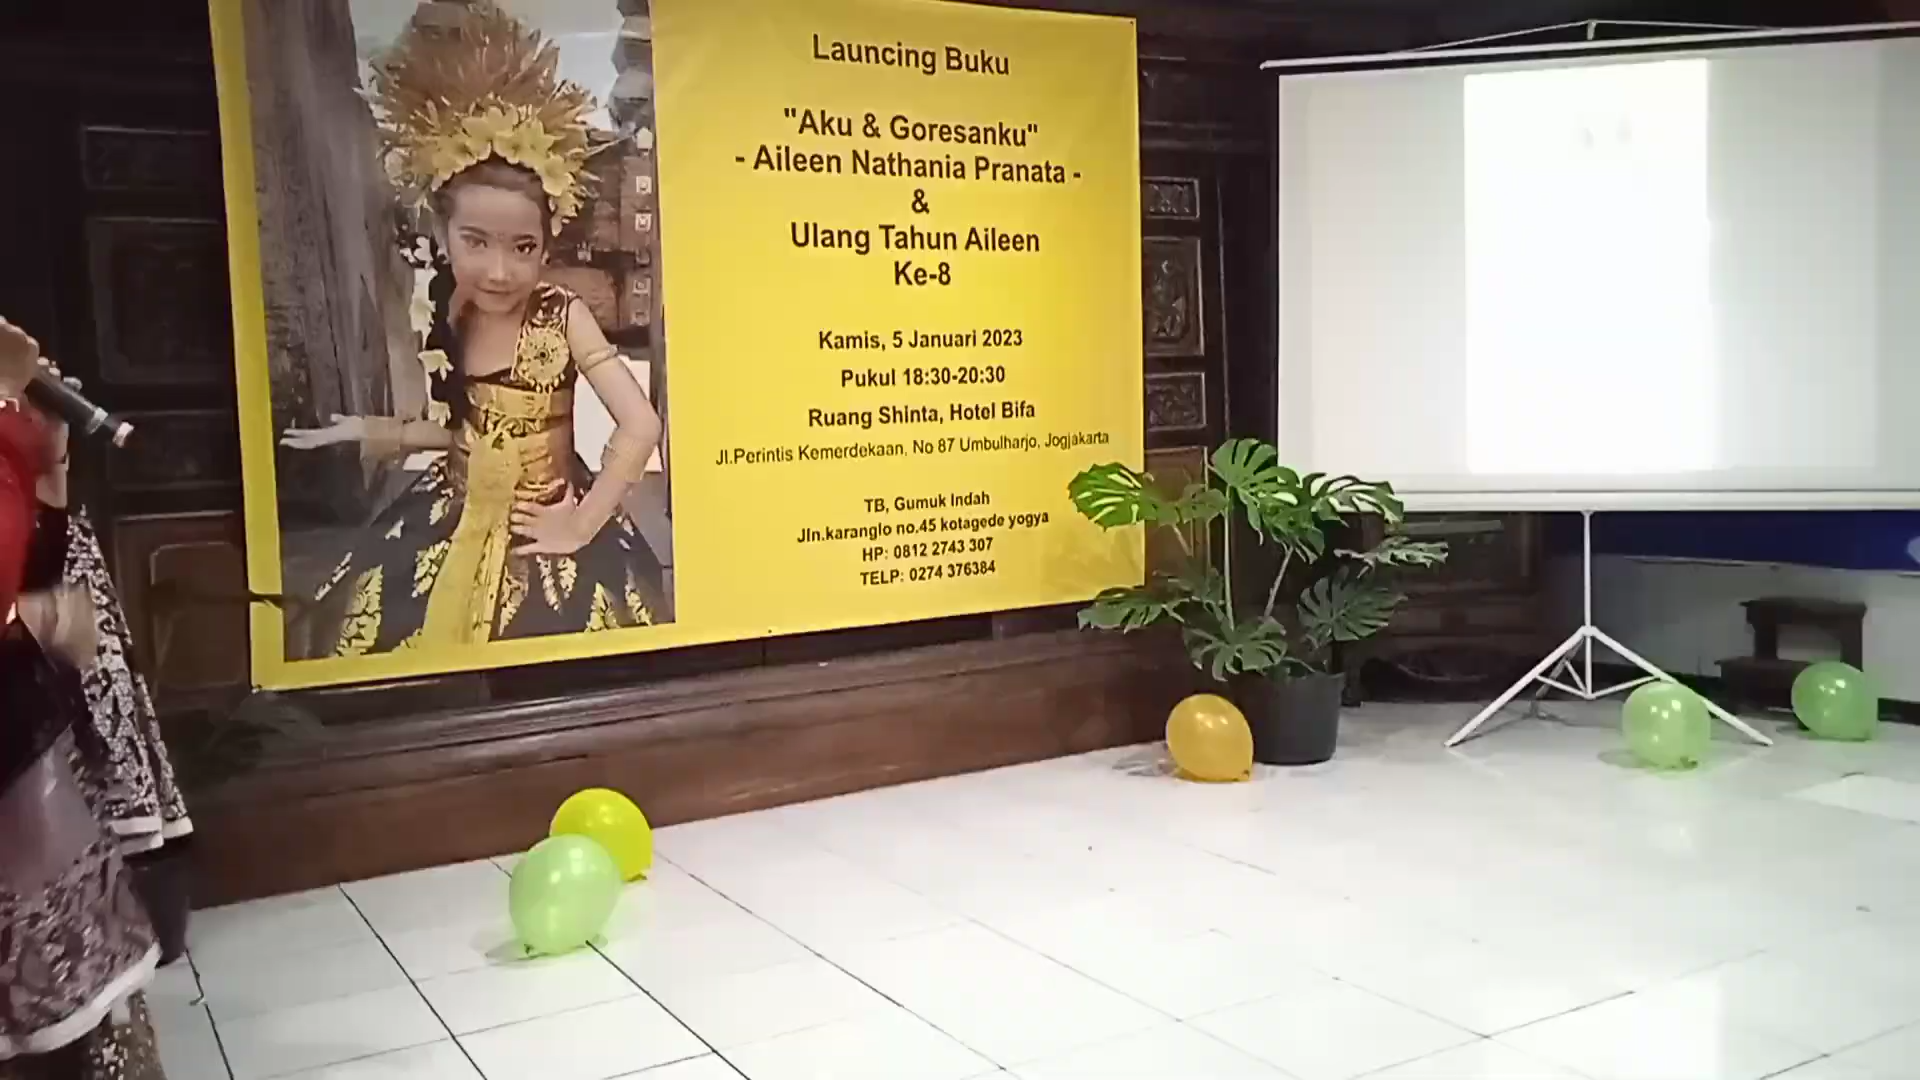 Launcing Buku
"Aku & Goresanku"
- Aileen Nathania Pranata -
&
Ulang Tahun Aileen
Ke-8
Kamis, 5 Januari 2023
Pukul 18:30-20:30
Ruang Shinta, Hotel Bifa
Jl.Perintis Kemerdekaan, No 87 Umbulharjo, Jogjakarta
TB, Gumuk Indah
Jln.karanglo no.45 kotagede yogya
HP: 0812 2743 307
TELP: 0274 376384